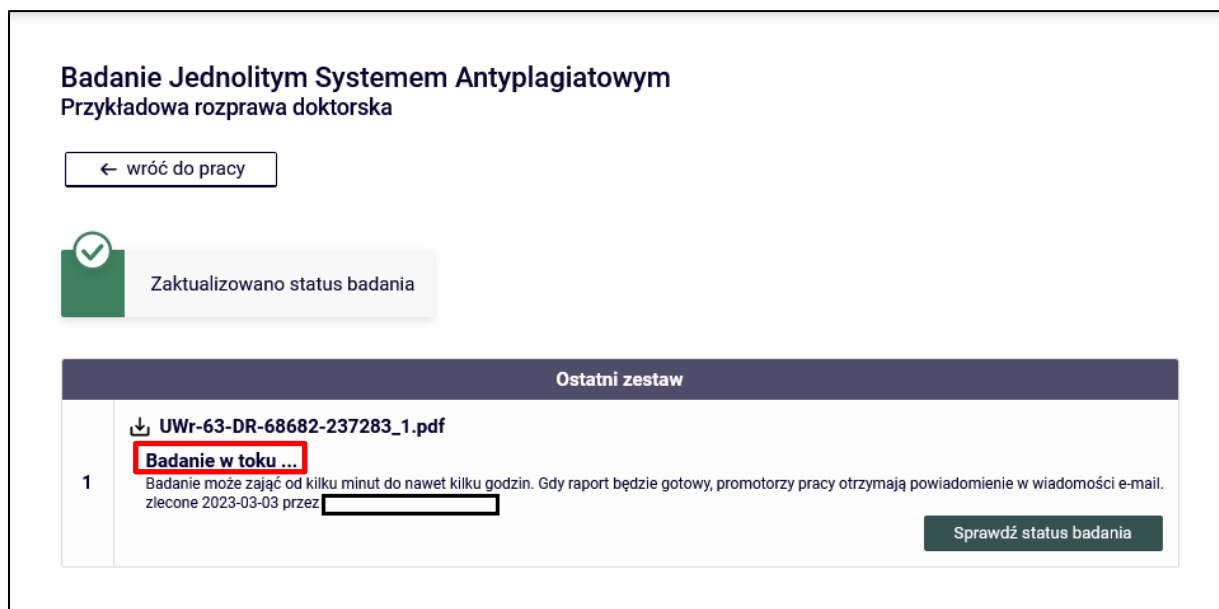 Badanie Jednolitym Systemem Antyplagiatowym
Przykładowa rozprawa doktorska
← wróć do pracy
Zaktualizowano status badania
Ostatni zestaw
UWr-63-DR-68682-237283_1.pdf
Badanie w toku ...
1
Badanie może zająć od kilku minut do nawet kilku godzin. Gdy raport będzie gotowy, promotorzy pracy otrzymają powiadomienie w wiadomości e-mail.
zlecone 2023-03-03 przez
Sprawdź status badania